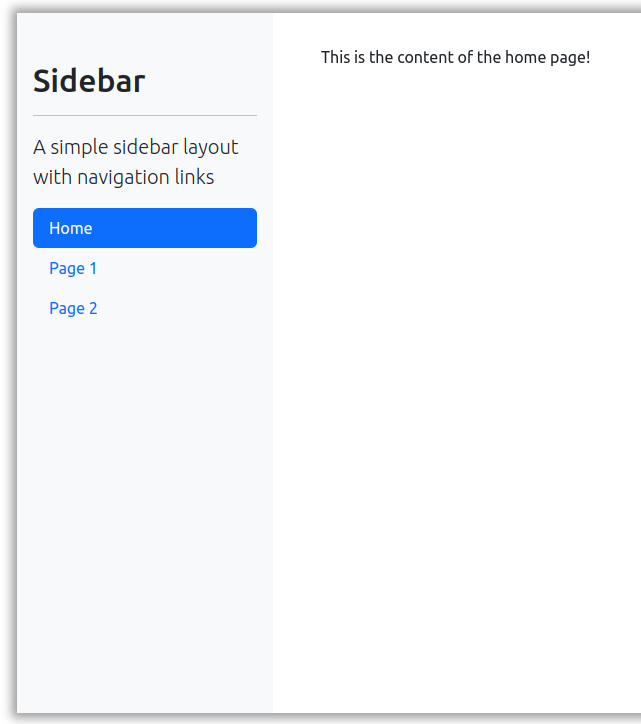 Sidebar
A simple sidebar layout
with navigation links
Home
Page 1
Page 2
This is the content of the home page!